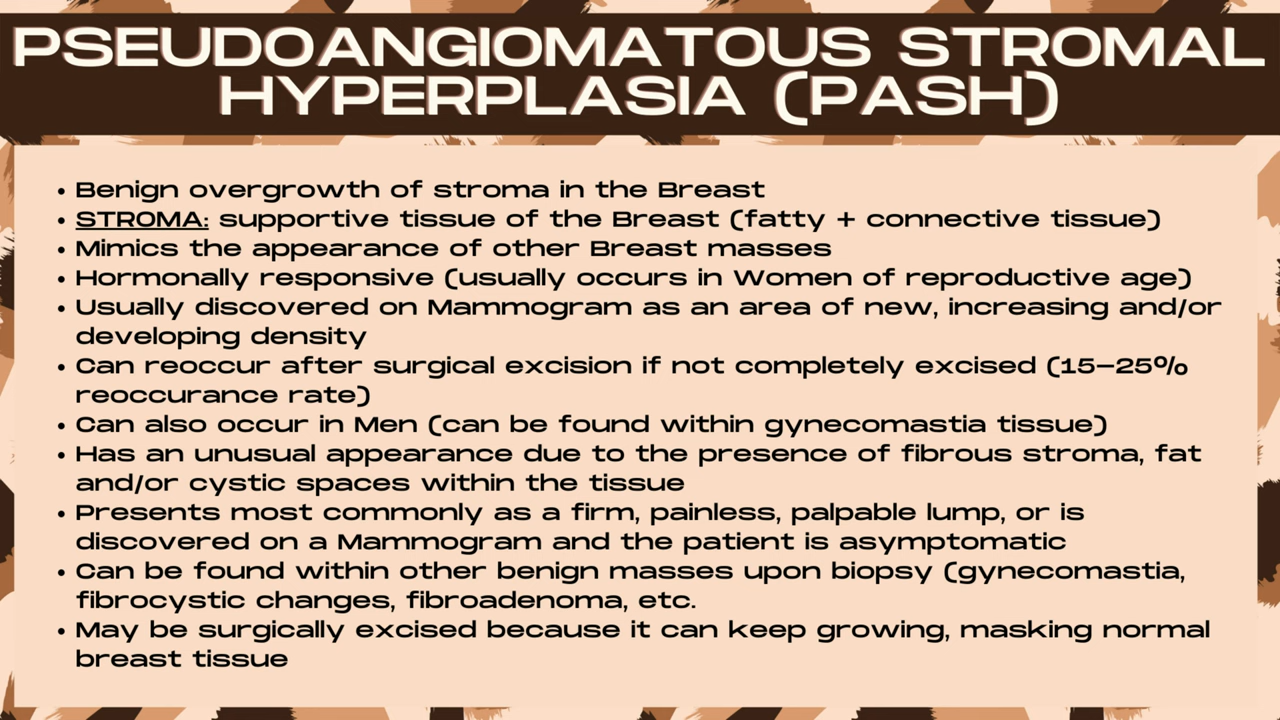 PSEUDOANGIOMATOUS STROMAL
HYPERPLASIA (PASH)
• Benign overgrowth of stroma in the Breast
• STROMA: supportive tissue of the Breast (fatty + connective tissue)
• Mimics the appearance of other Breast masses
• Hormonally responsive (usually occurs in Women of reproductive age)
• Usually discovered on Mammogram as an area of new, increasing and/or
developing density
• Can reoccur after surgical excision if not completely excised (15-25%
reoccurance rate)
• Can also occur in Men (can be found within gynecomastia tissue)
• Has an unusual appearance due to the presence of fibrous stroma, fat
and/or cystic spaces within the tissue
• Presents most commonly as a firm, painless, palpable lump, or is
discovered on a Mammogram and the patient is asymptomatic
• Can be found within other benign masses upon biopsy (gynecomastia,
fibrocystic changes, fibroadenoma, etc.
• May be surgically excised because it can keep growing, masking normal
breast tissue